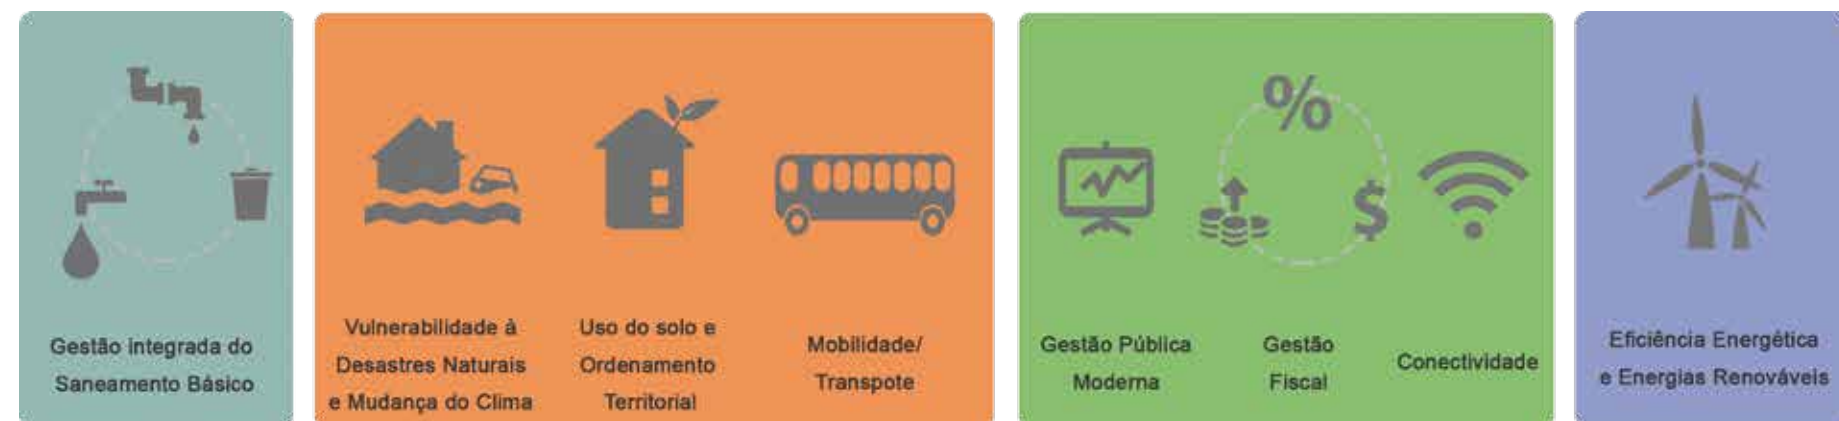 Gestão integrada do
Saneamento Básico
Vulnerabilidade à
Desastres Naturais
e Mudança do Clima
Uso do solo e
Ordenamento
Territorial
Mobilidade/
Transpote
Gestão Pública
Moderna
%
$
Gestão
Fiscal
Conectividade
Eficiência Energética
e Energias Renováveis